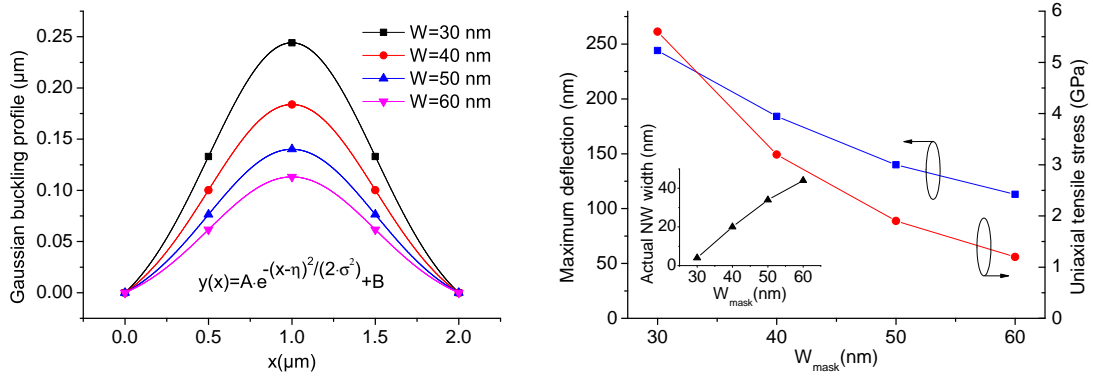 Gaussian buckling profile (μm)
0.25
0.20
0.15
0.10
0.05
0.00
W=30 nm
W=40 nm
W=50 nm
W=60 nm
y(x)=A·e^-(x-η)^2/(2·σ^2)+B
0.0 0.5 1.0 1.5 2.0
x(μm)
Maximum deflection (nm)
250
200
150
100
50
0
Actual NW width (nm)
40
20
0
30 40 50 60
W_mask(nm)
6
5
4
3
2
1
0
Uniaxial tensile stress (GPa)
30 40 50 60
W_mask(nm)